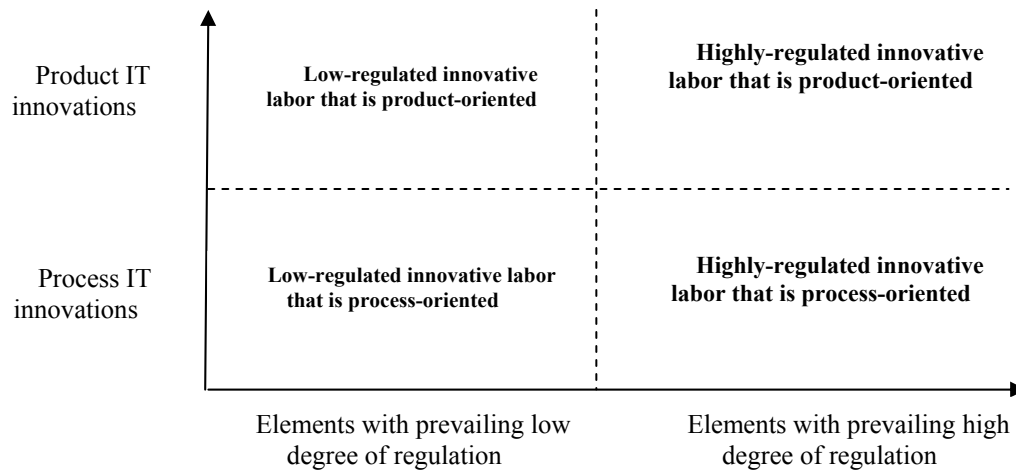 Product IT
innovations
Low-regulated innovative
labor that is product-oriented
Highly-regulated innovative
labor that is product-oriented
Process IT
innovations
Low-regulated innovative labor
that is process-oriented
Highly-regulated innovative
labor that is process-oriented
Elements with prevailing low
degree of regulation
Elements with prevailing high
degree of regulation